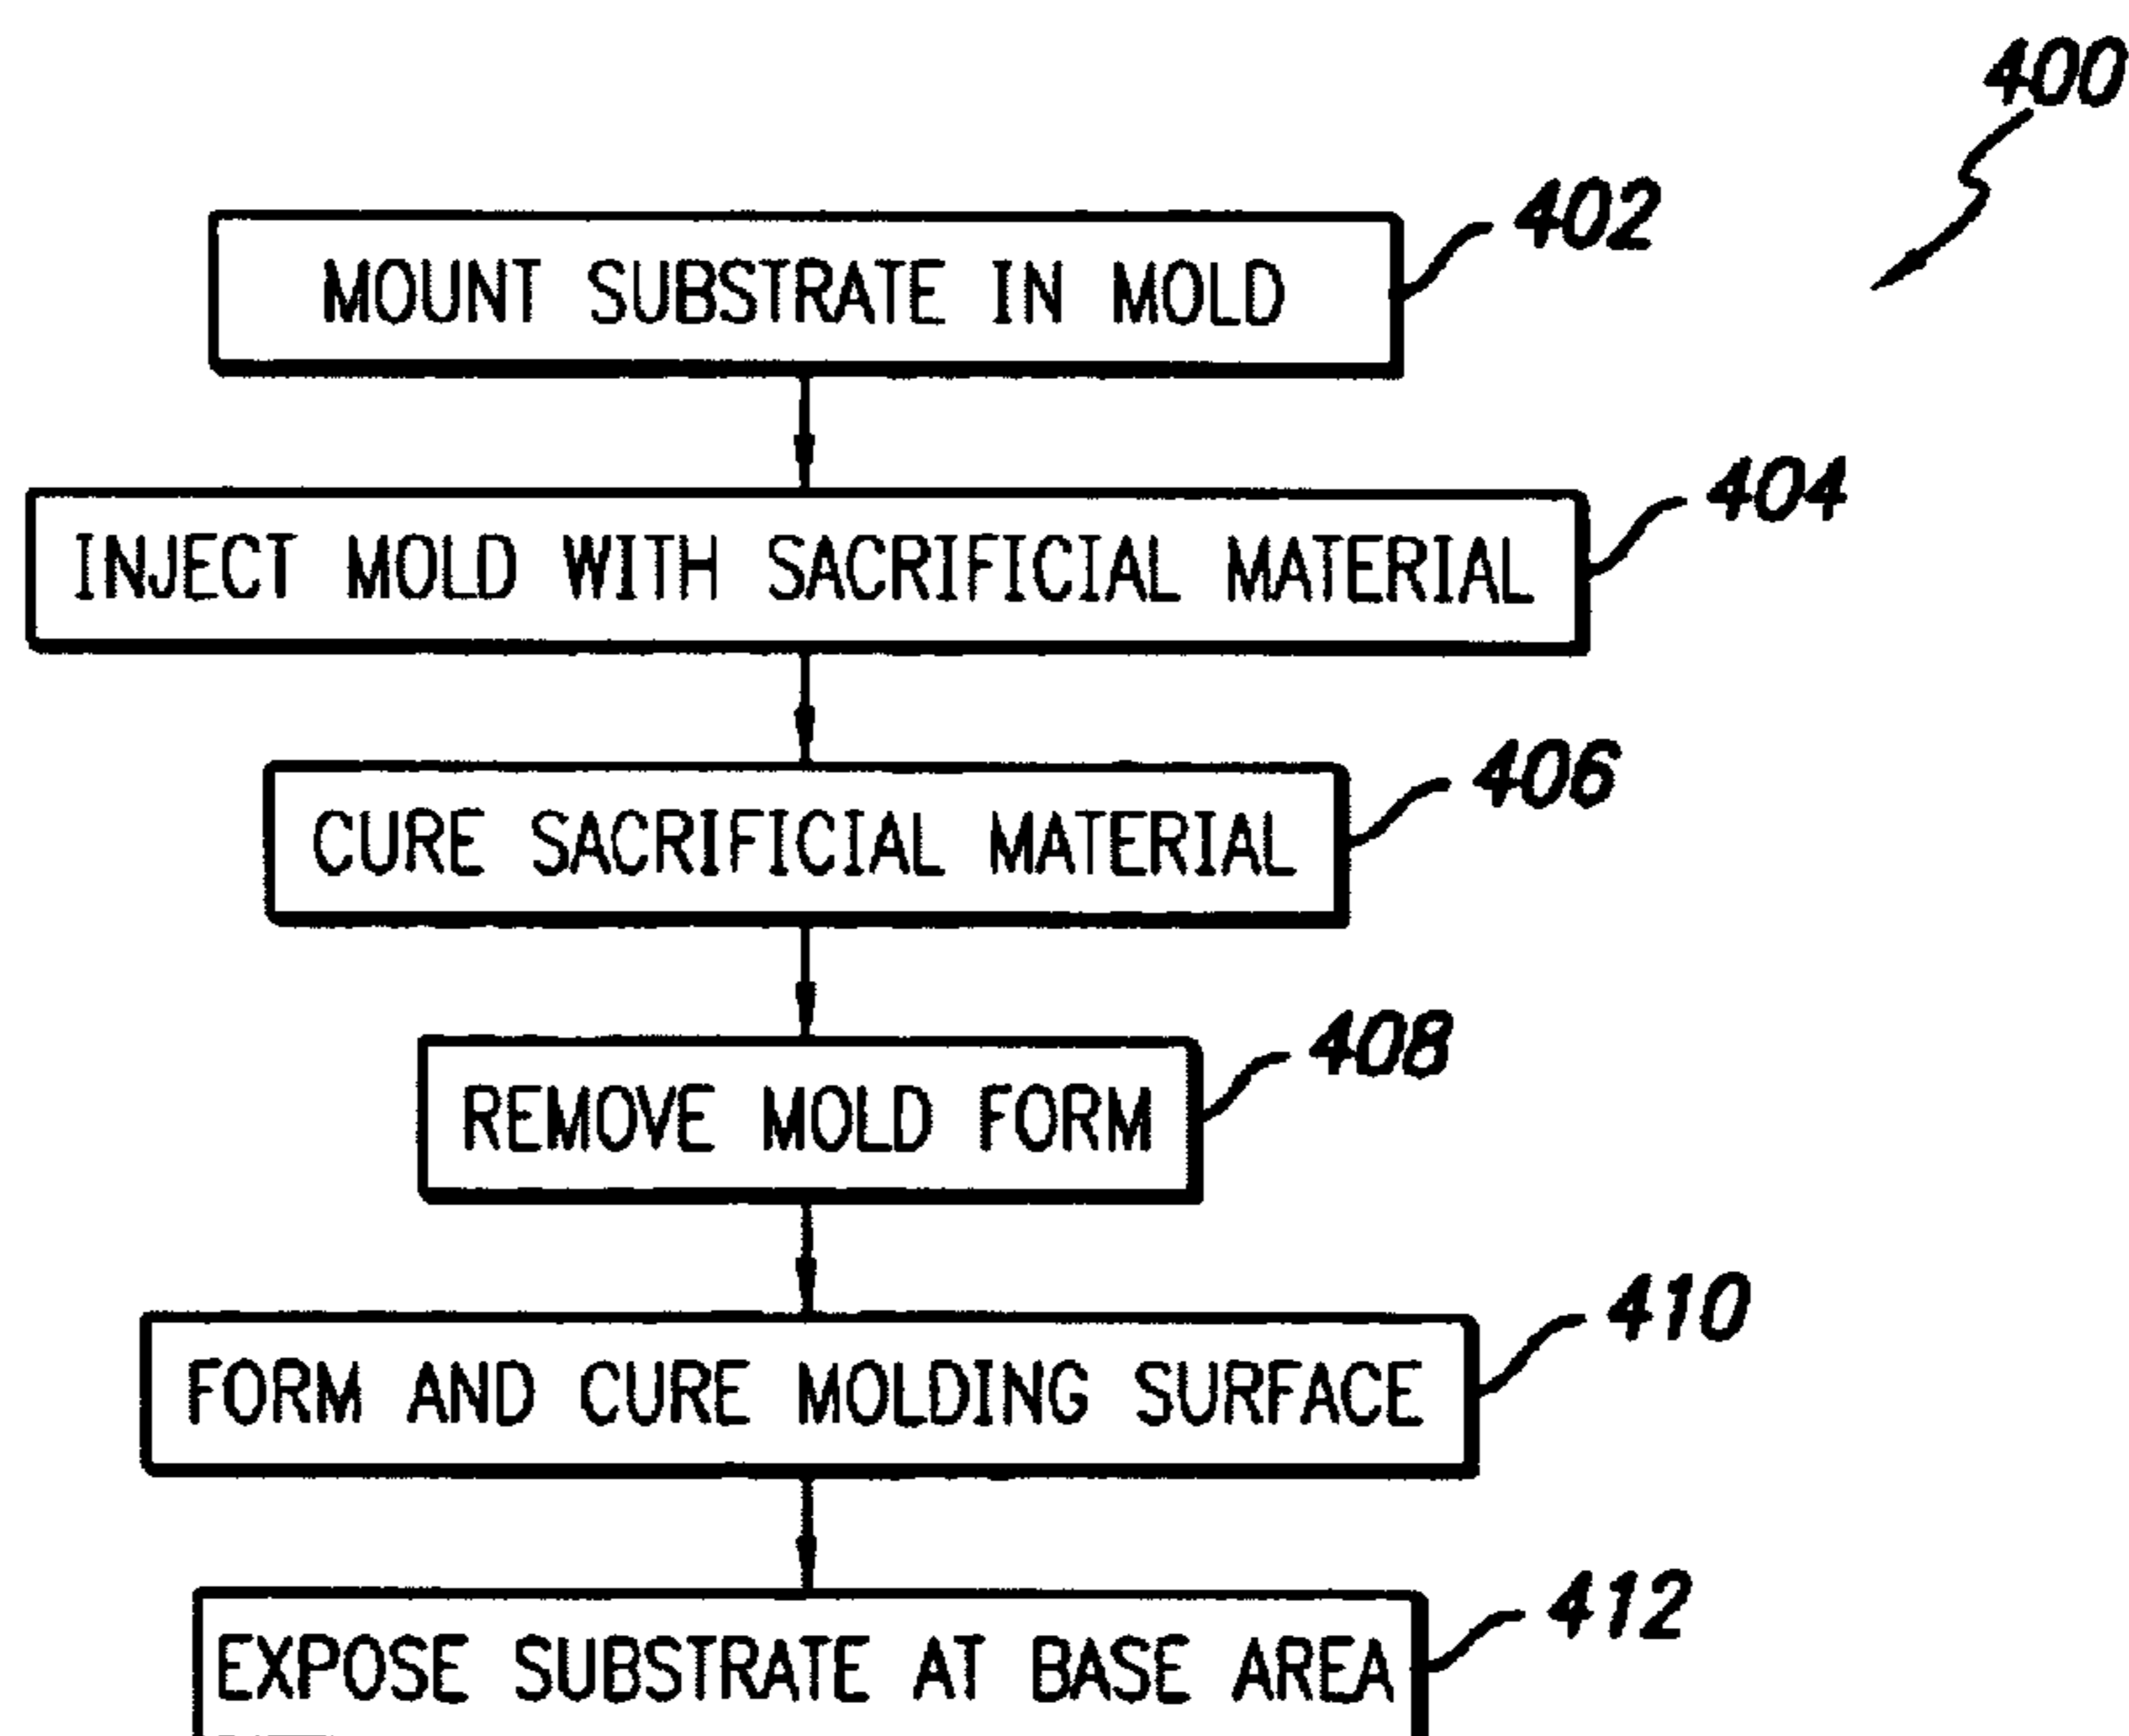 400
402
MOUNT SUBSTRATE IN MOLD
404
INJECT MOLD WITH SACRIFICIAL MATERIAL
406
CURE SACRIFICIAL MATERIAL
408
REMOVE MOLD FORM
410
FORM AND CURE MOLDING SURFACE
412
EXPOSE SUBSTRATE AT BASE AREA